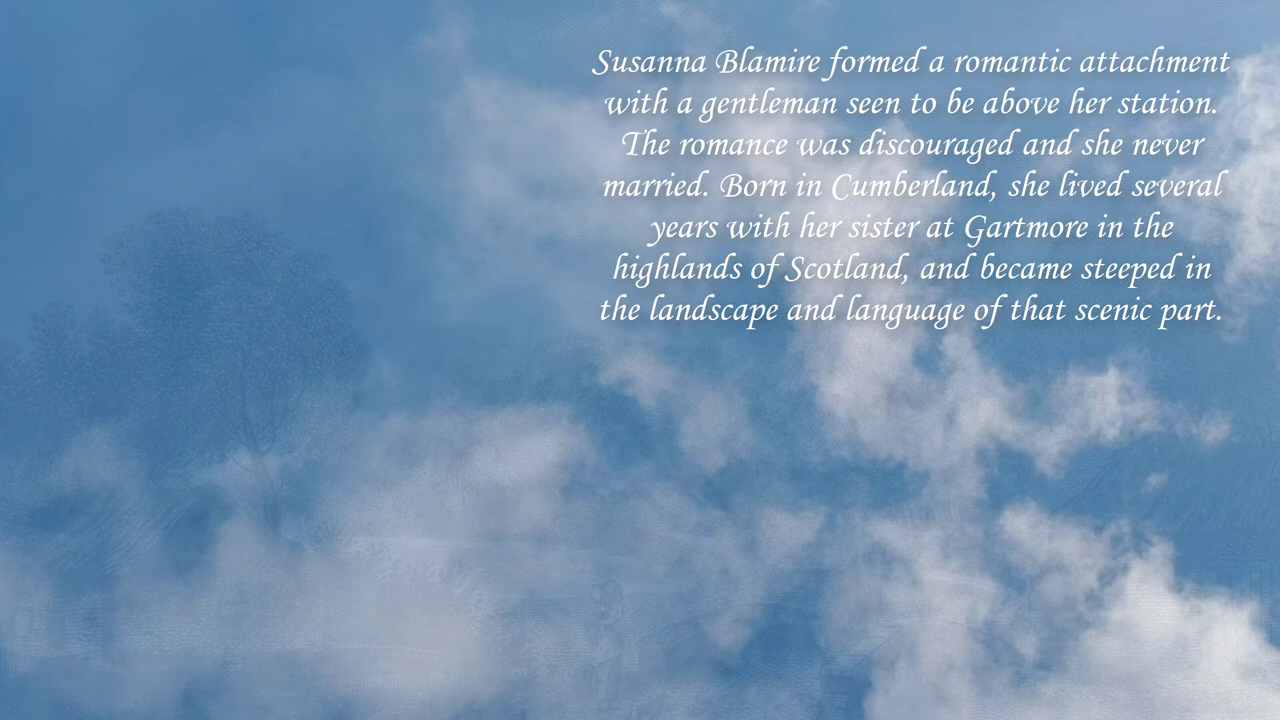 Susanna Blamire formed a romantic attachment
with a gentleman seen to be above her station.
The romance was discouraged and she never
married. Born in Cumberland, she lived several
years with her sister at Gartmore in the
highlands of Scotland, and became steeped in
the landscape and language of that scenic part.